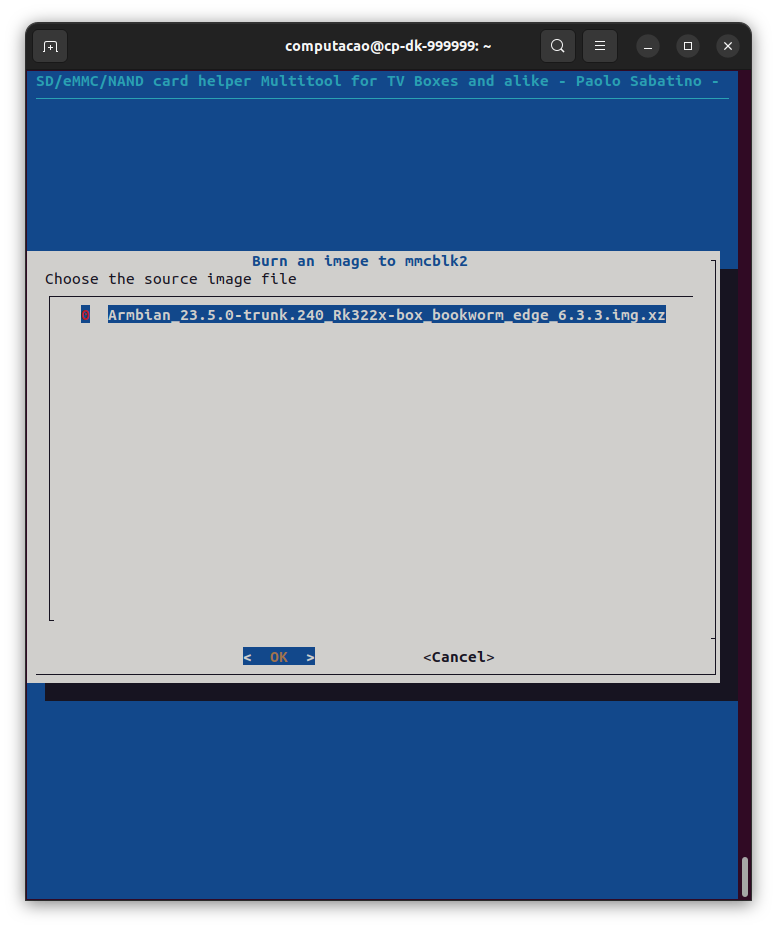 computacao@cp-dk-999999: ~
SD/eMMC/NAND card helper Multitool for TV Boxes and alike - Paolo Sabatino -
Burn an image to mmcblk2
Choose the source image file
0 Armbian_23.5.0-trunk.240_Rk322x-box_bookworm_edge_6.3.3.img.xz
< OK > <Cancel>